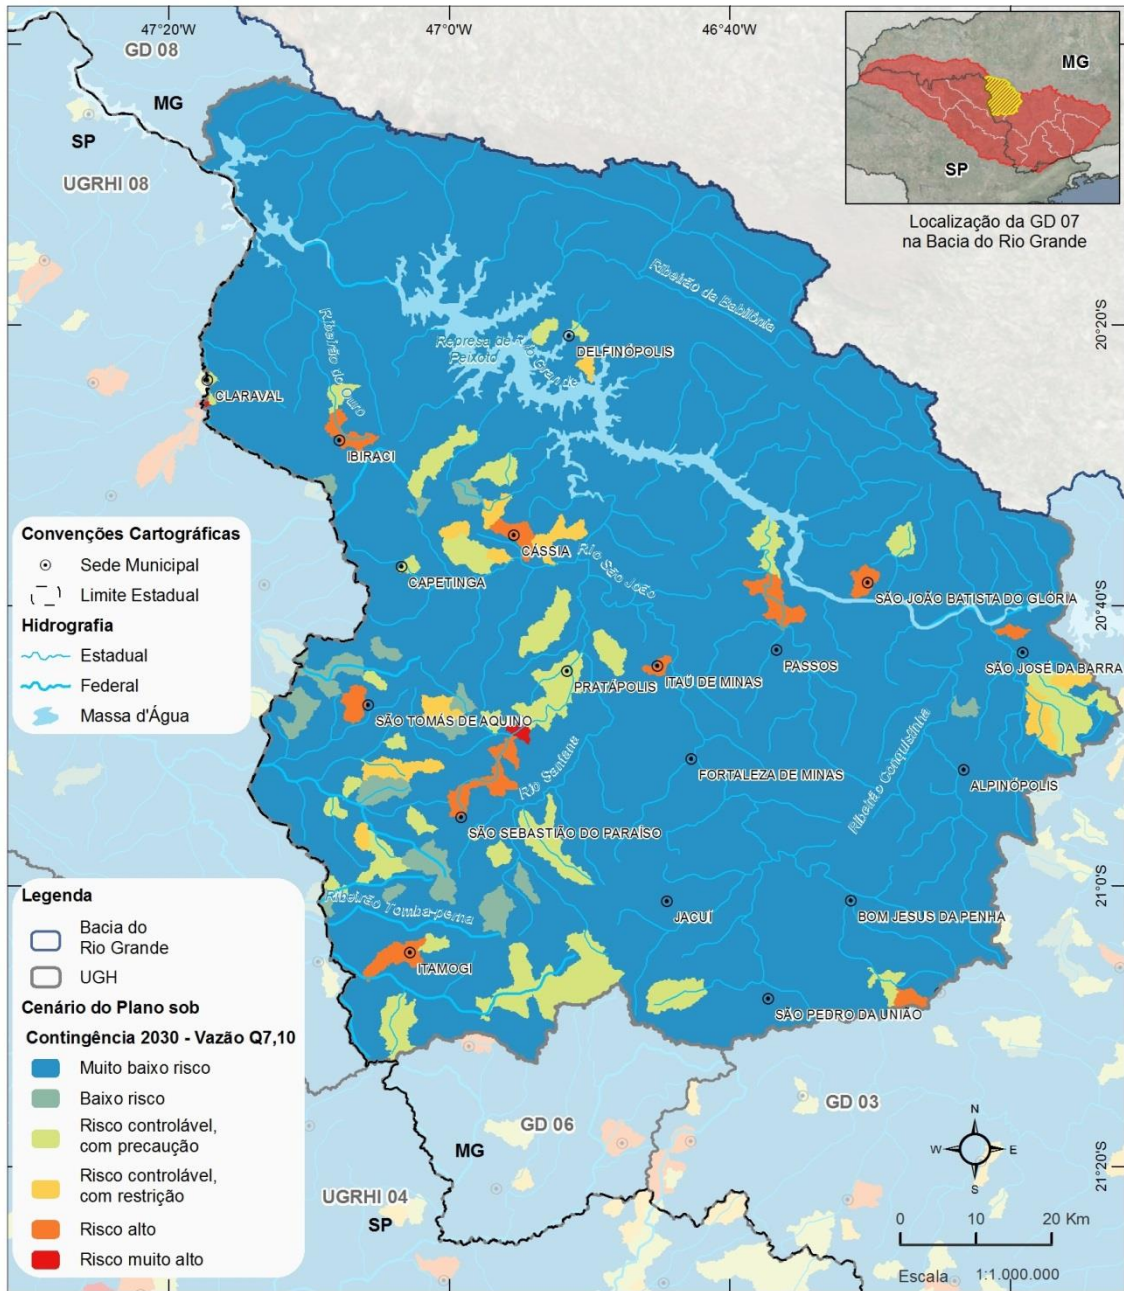 47°20'W
47°0'W
46°40'W
GD 08
MG
SP
UGRHI 08
MG
SP
Localização da GD 07
na Bacia do Rio Grande
20°20'S
Ribeirão da Babilônia
Represa de
Peixoto
Rio Grande
DELFINÓPOLIS
Ribeirão do Ouro
CLARAVAL
IBIRACI
Convenções Cartográficas
Sede Municipal
Limite Estadual
Hidrografia
Estadual
Federal
Massa d'Água
CÁSSIA
CAPETINGA
Rio São João
SÃO JOÃO BATISTA DO GLÓRIA
20°40'S
PASSOS
SÃO JOSÉ DA BARRA
PRATÁPOLIS
ITAÚ DE MINAS
SÃO TOMÁS DE AQUINO
Rio Santana
FORTALEZA DE MINAS
Ribeirão Conquistinha
ALPINÓPOLIS
SÃO SEBASTIÃO DO PARAÍSO
21°0'S
Ribeirão Tomba-perna
JACUÍ
BOM JESUS DA PENHA
ITAMOGI
SÃO PEDRO DA UNIÃO
Legenda
Bacia do
Rio Grande
UGH
Cenário do Plano sob
Contingência 2030 - Vazão Q7,10
Muito baixo risco
Baixo risco
Risco controlável,
com precaução
Risco controlável,
com restrição
Risco alto
Risco muito alto
GD 03
GD 06
MG
UGRHI 04
SP
N
W
E
S
21°20'S
0 10 20 Km
Escala 1:1.000.000